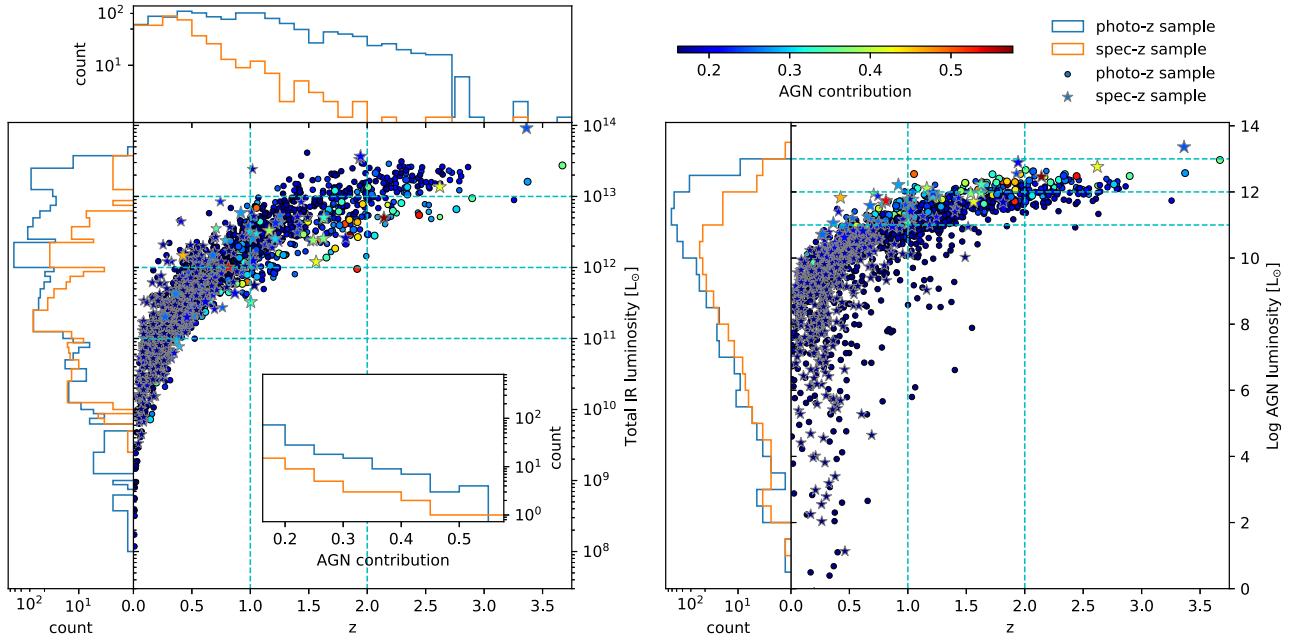 10²
10¹
count
0.2 0.3 0.4 0.5
AGN contribution
photo-z sample
spec-z sample
photo-z sample
spec-z sample
10¹⁴
10¹³
10¹²
10¹¹
10¹⁰
10⁹
10⁸
Total IR luminosity [L⊙]
10²
10¹
10⁰
count
0.2 0.3 0.4 0.5
AGN contribution
10² 10¹
count
0.0 0.5 1.0 1.5 2.0 2.5 3.0 3.5
z
14
12
10
8
6
4
2
0
Log AGN luminosity [L⊙]
10² 10¹
count
0.0 0.5 1.0 1.5 2.0 2.5 3.0 3.5
z